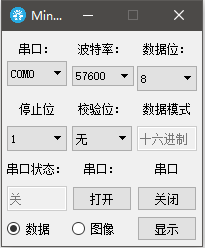 Min...
串口： 波特率： 数据位：
COM0 57600 8
停止位 校验位： 数据模式
1 无 十六进制
串口状态： 串口： 串口
关 打开 关闭
数据 图像 显示